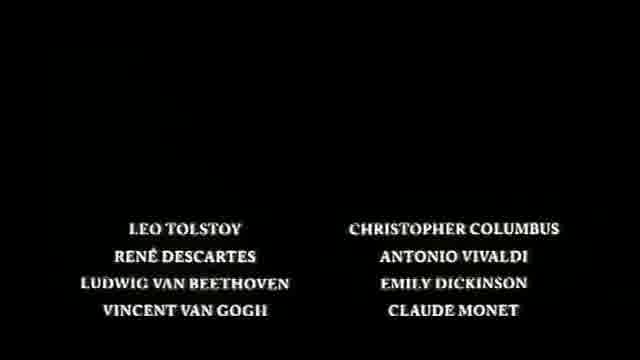 LEO TOLSTOY
RENÉ DESCARTES
LUDWIG VAN BEETHOVEN
VINCENT VAN GOGH
CHRISTOPHER COLUMBUS
ANTONIO VIVALDI
EMILY DICKINSON
CLAUDE MONET